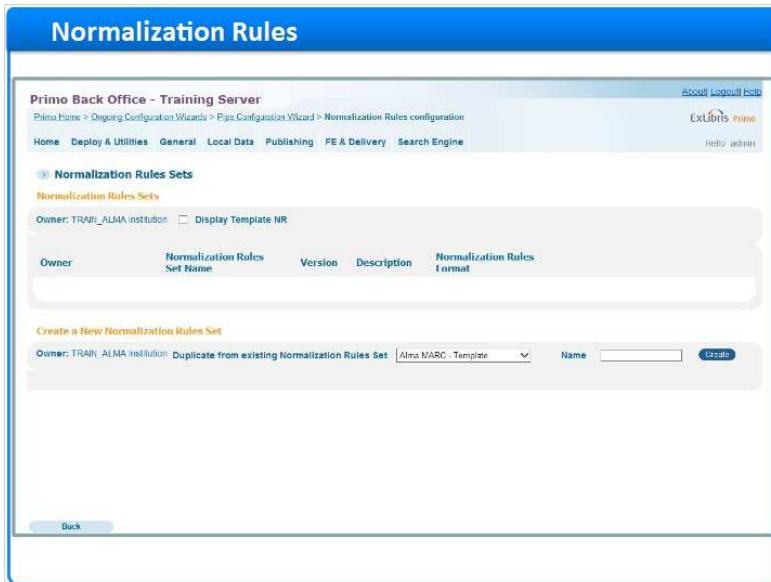 Normalization Rules
About| Logout| Help
Primo Back Office - Training Server
Primo Home > Ongoing Configuration Wizards > Pipe Configuration Wizard > Normalization Rules configuration
ExLibris Primo
Home Deploy & Utilities General Local Data Publishing FE & Delivery Search Engine
Hello admin
Normalization Rules Sets
Normalization Rules Sets
Owner: TRAIN_ALMA Institution Display Template NR
Owner Normalization Rules Set Name Version Description Normalization Rules Format
Create a New Normalization Rules Set
Owner: TRAIN_ALMA Institution Duplicate from existing Normalization Rules Set Alma MARC - Template Name Create
Back